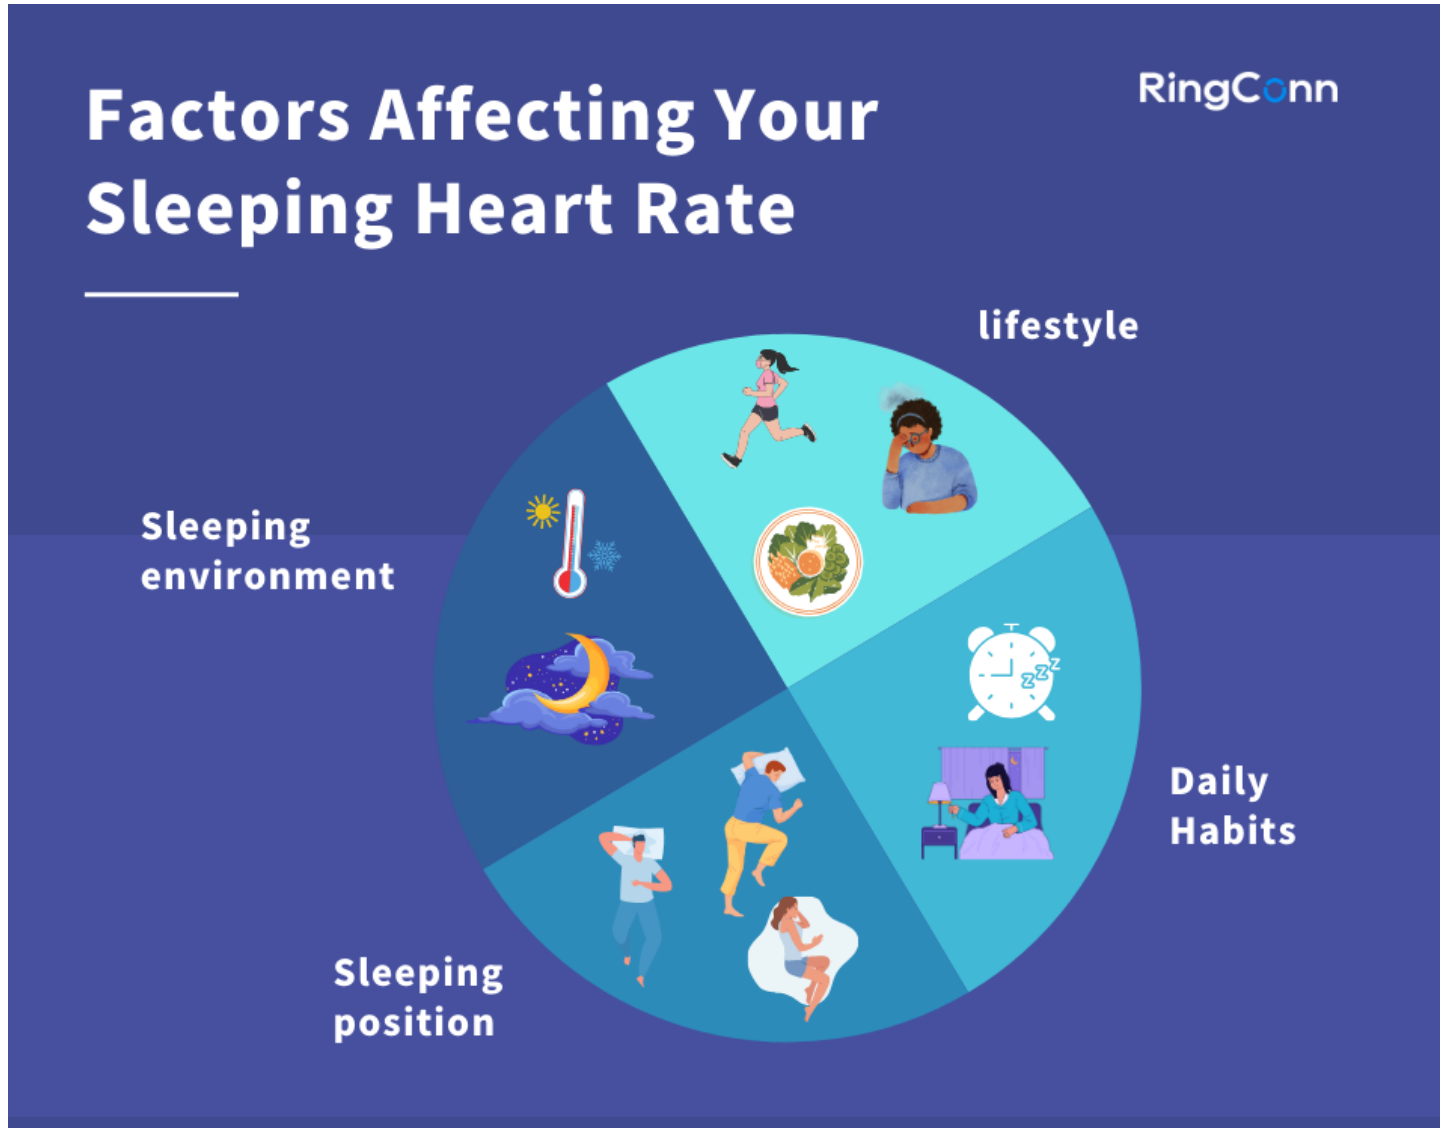 Factors Affecting Your
Sleeping Heart Rate
RingConn
lifestyle
Sleeping
environment
z z z
Daily
Habits
Sleeping
position